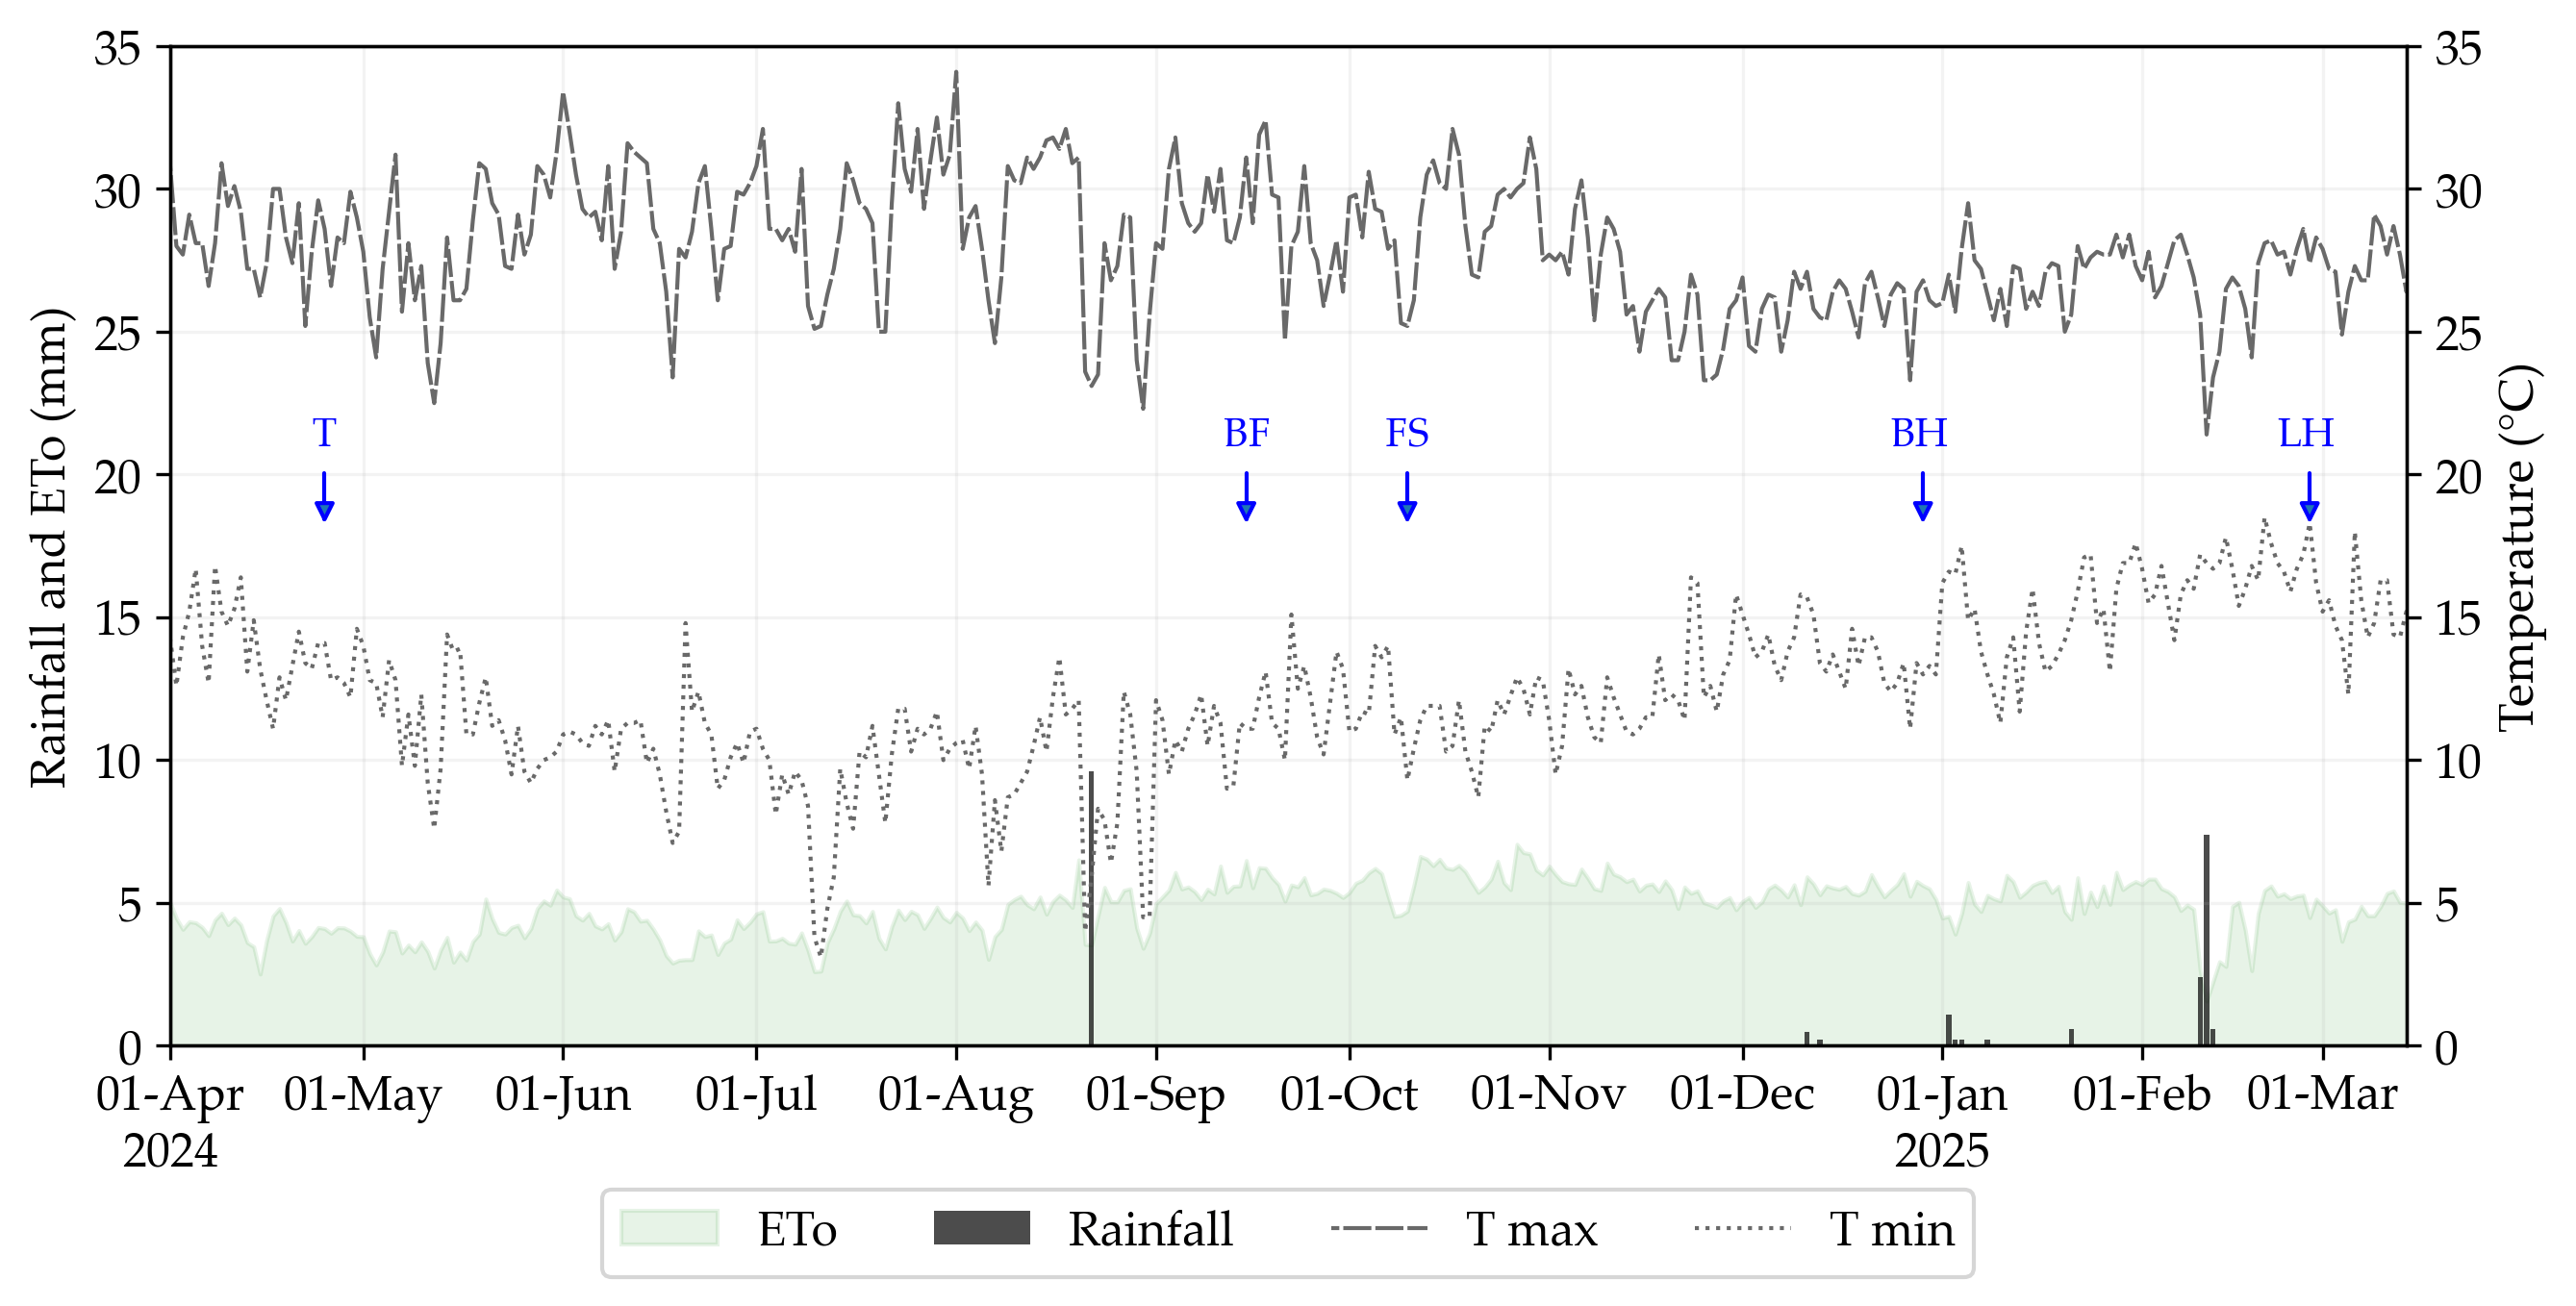 35 35
30 30
25 25
T BF FS BH LH
20 20
15 15
10 10
5 5
0 0
Rainfall and ETo (mm)
Temperature (°C)
01-Apr 01-May 01-Jun 01-Jul 01-Aug 01-Sep 01-Oct 01-Nov 01-Dec 01-Jan 01-Feb 01-Mar
2024 2025
ETo Rainfall T max T min